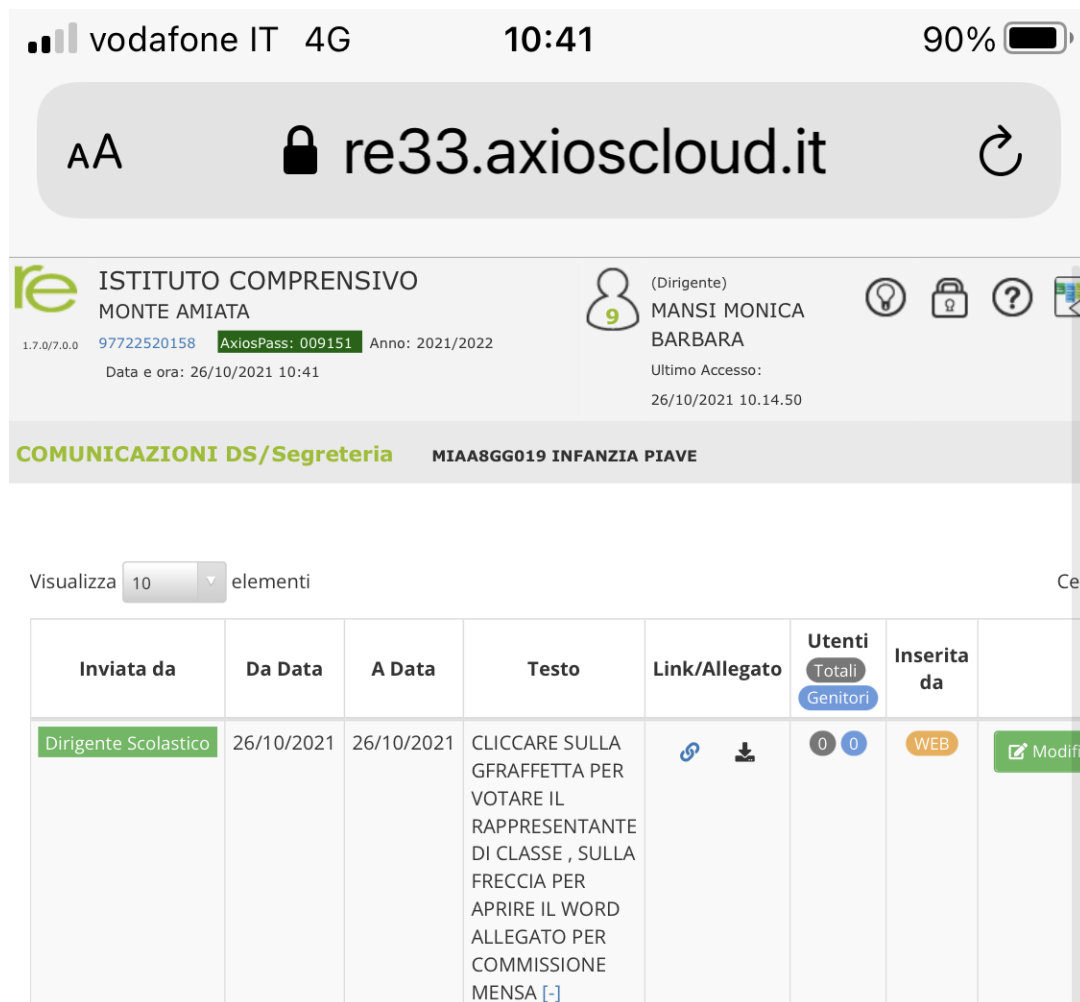 vodafone IT 4G 10:41 90%
AA re33.axioscloud.it
re ISTITUTO COMPRENSIVO
MONTE AMIATA
1.7.0/7.0.0 97722520158 AxiosPass: 009151 Anno: 2021/2022
Data e ora: 26/10/2021 10:41
9
(Dirigente)
MANSI MONICA
BARBARA
Ultimo Accesso:
26/10/2021 10.14.50
?
COMUNICAZIONI DS/Segreteria MIAA8GG019 INFANZIA PIAVE
Visualizza 10 elementi Ce
Inviata da Da Data A Data Testo Link/Allegato Utenti Totali Genitori Inserita da
Dirigente Scolastico 26/10/2021 26/10/2021 CLICCARE SULLA 0 0 WEB Modifi
GFRAFFETTA PER
VOTARE IL
RAPPRESENTANTE
DI CLASSE , SULLA
FRECCIA PER
APRIRE IL WORD
ALLEGATO PER
COMMISSIONE
MENSA [-]